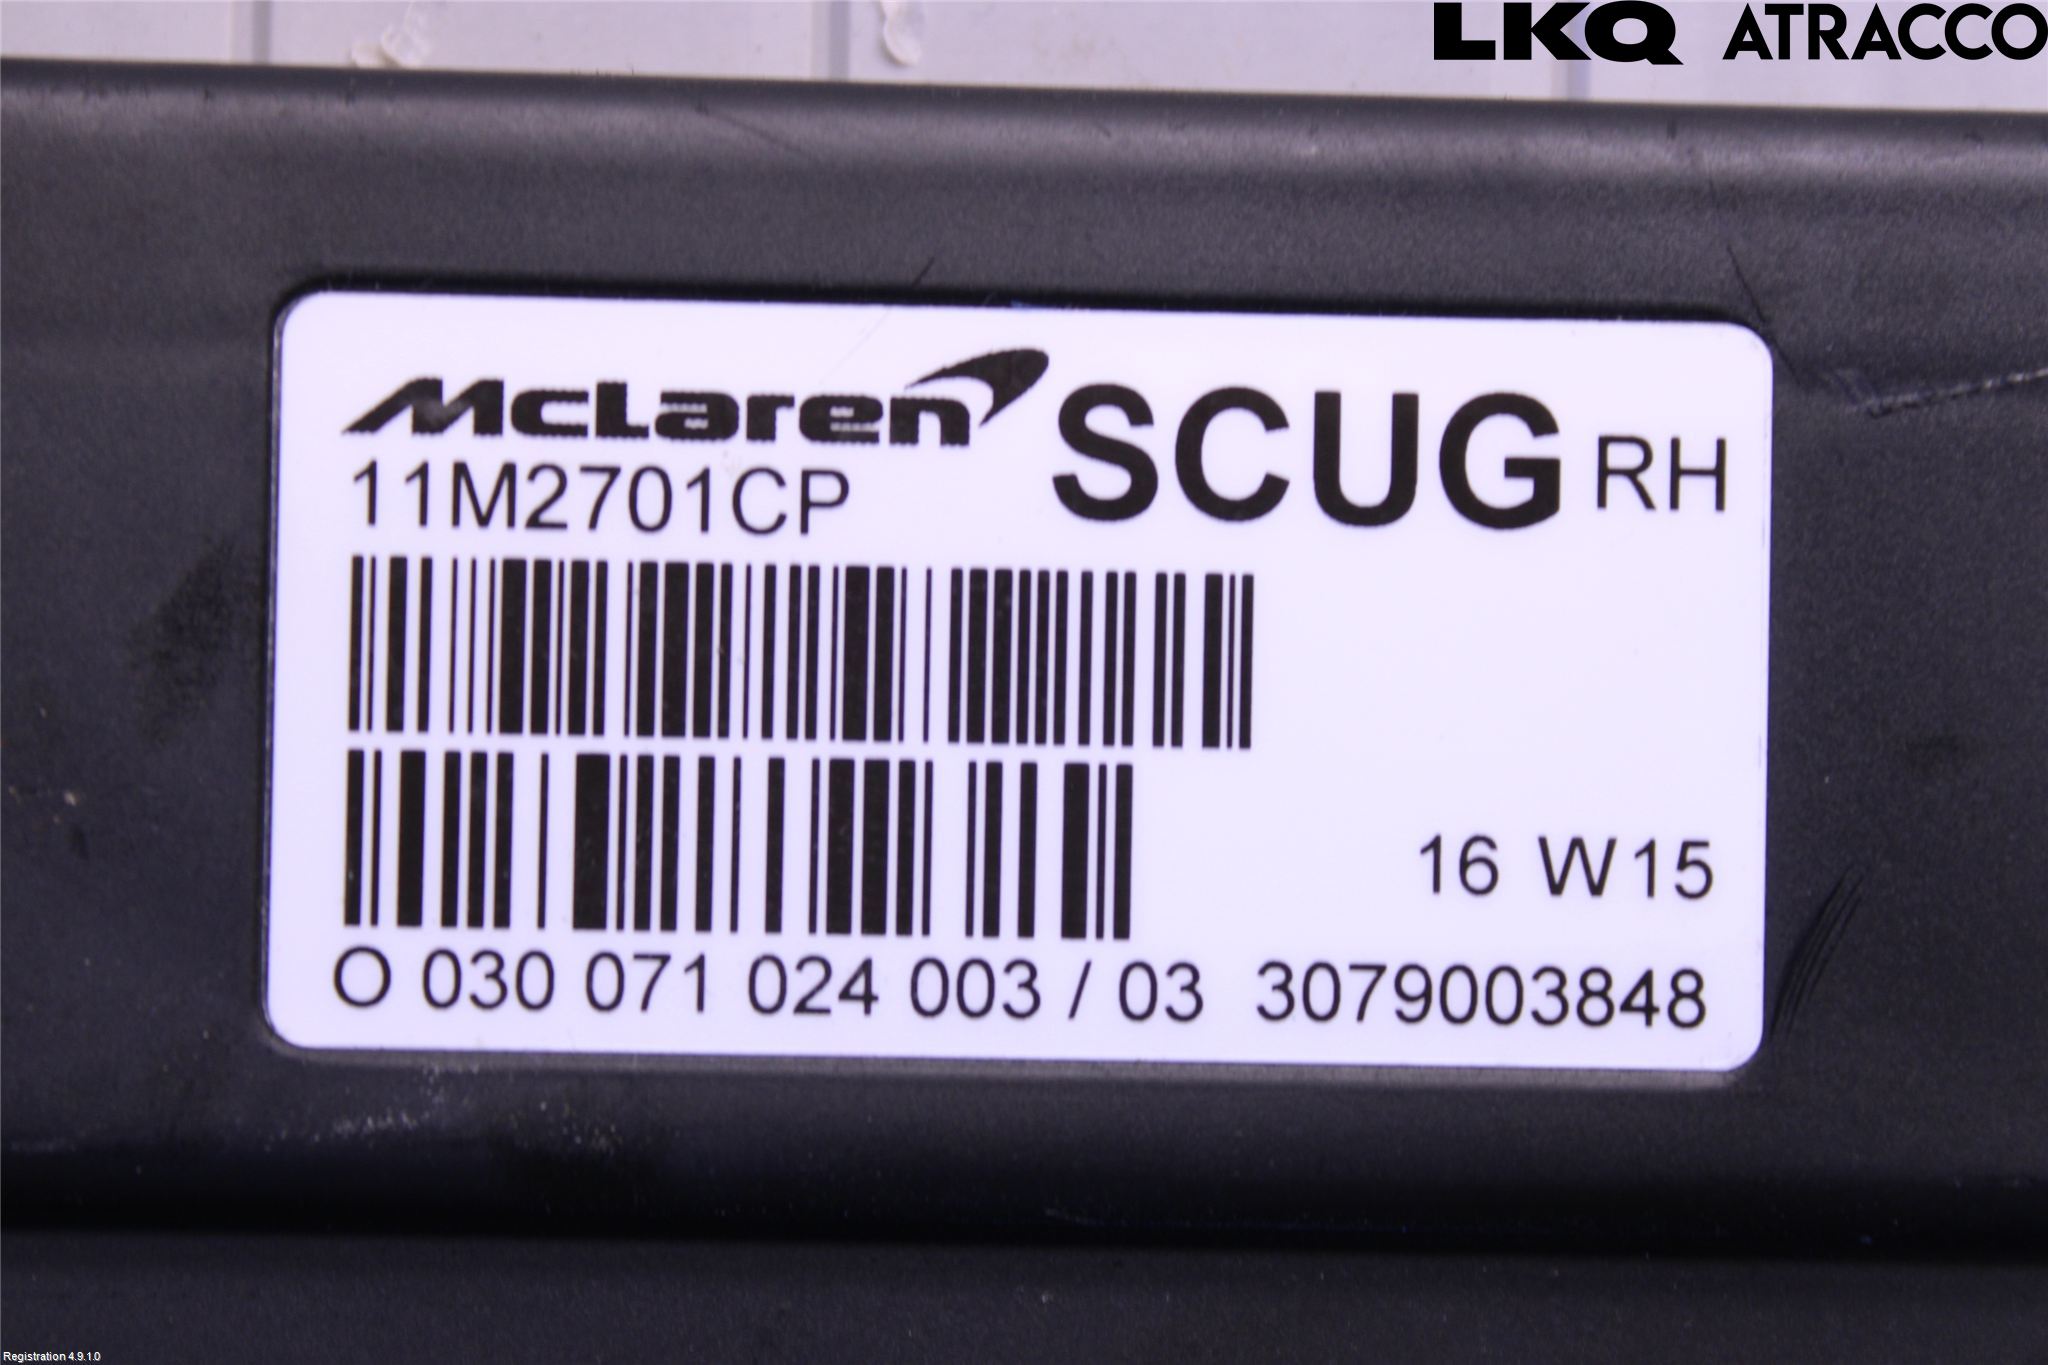 LKQ ATRACCO
McLaren SCUG RH
11M2701CP
16 W15
O 030 071 024 003 / 03 3079003848
Registration 4.9.1.0